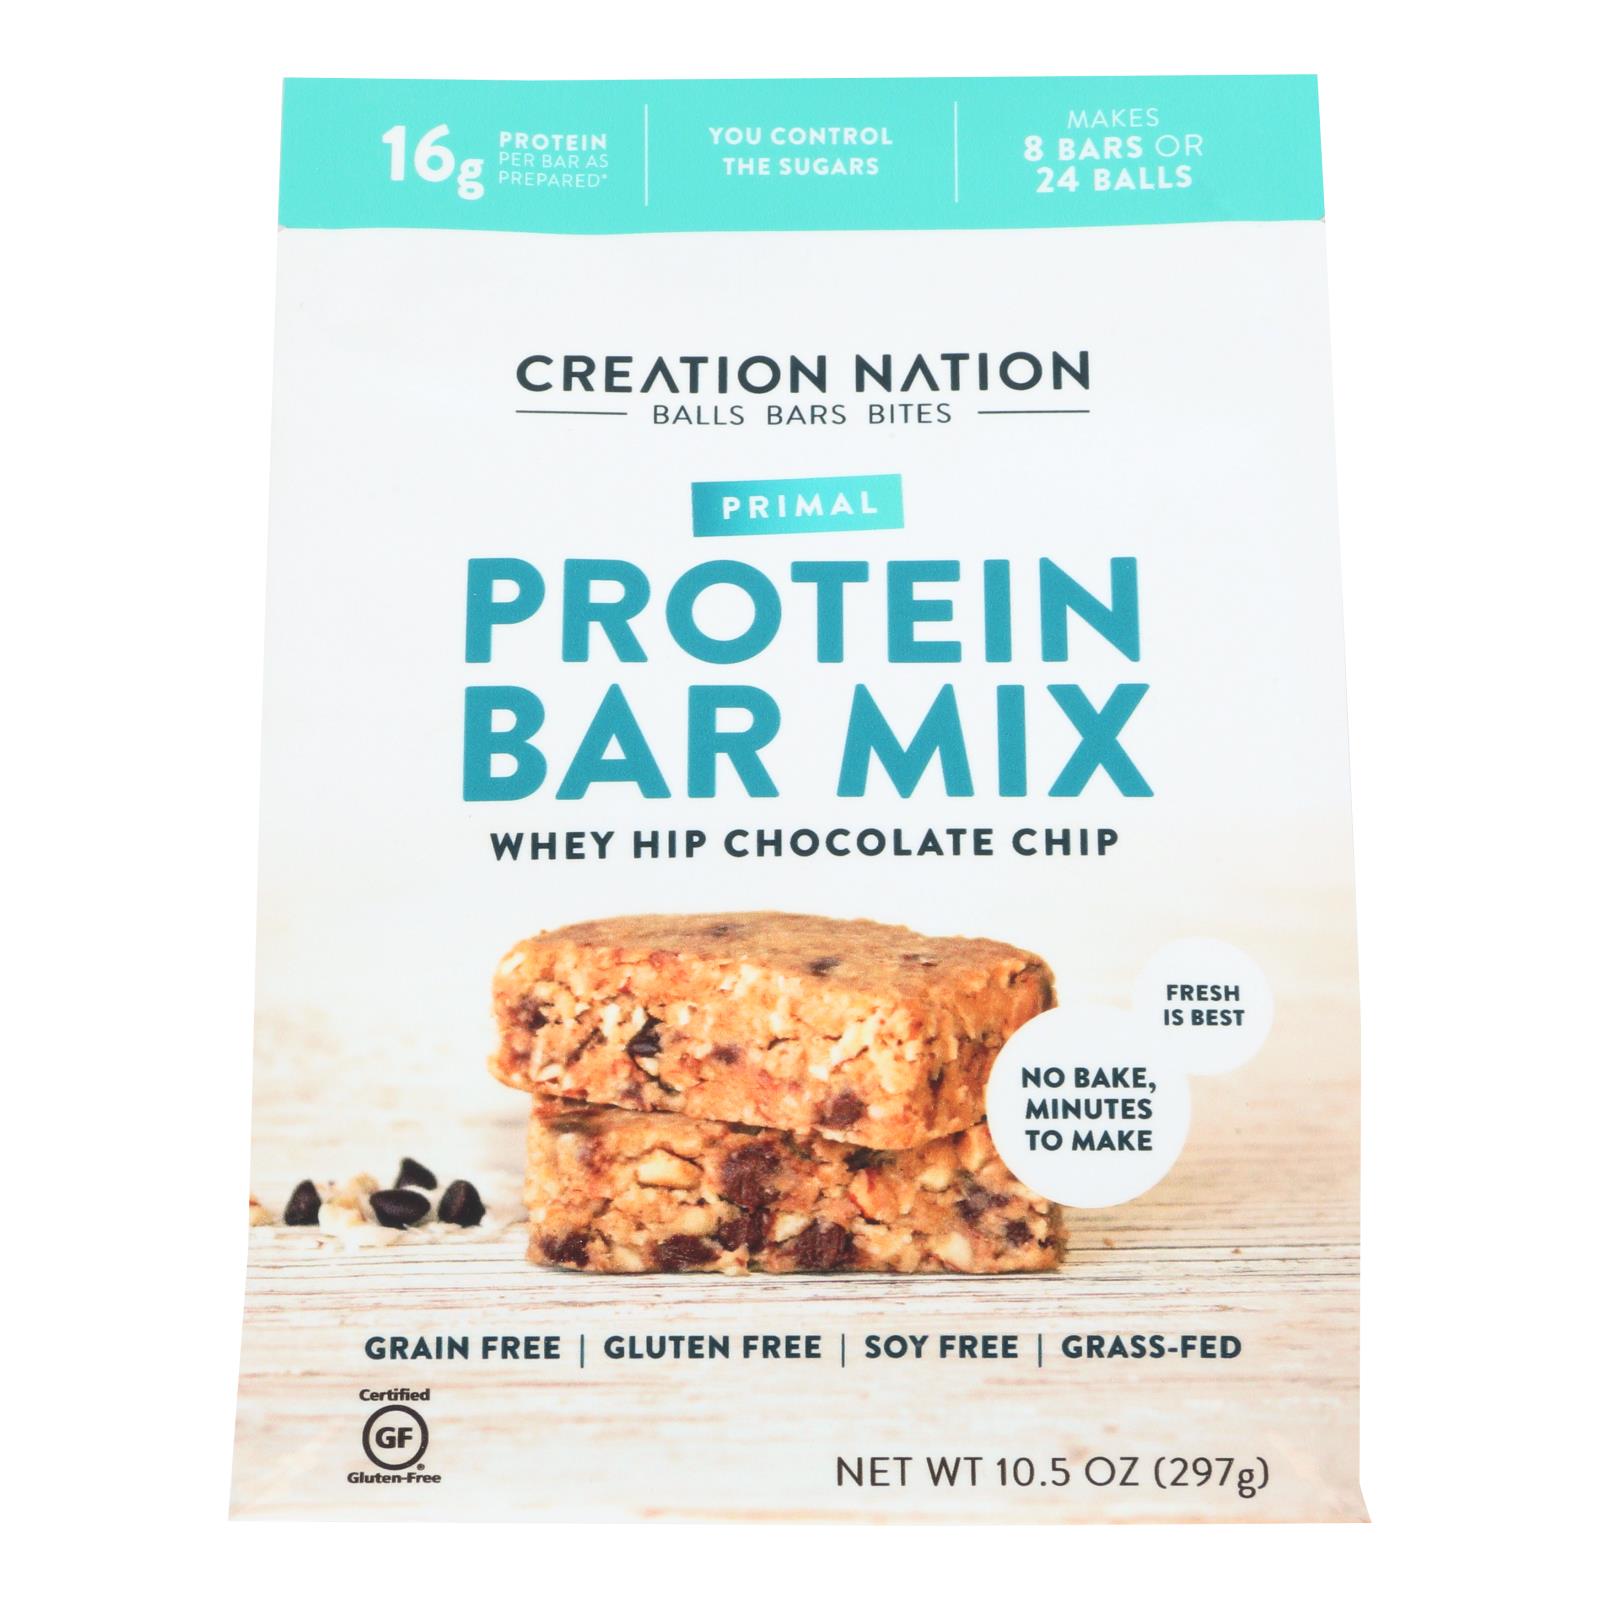 16g PROTEIN
PER BAR AS
PREPARED*
YOU CONTROL
THE SUGARS
MAKES
8 BARS OR
24 BALLS
CREATION NATION
BALLS BARS BITES
PRIMAL
PROTEIN
BAR MIX
WHEY HIP CHOCOLATE CHIP
FRESH
IS BEST
NO BAKE,
MINUTES
TO MAKE
GRAIN FREE | GLUTEN FREE | SOY FREE | GRASS-FED
Certified
GF®
Gluten-Free
NET WT 10.5 OZ (297g)